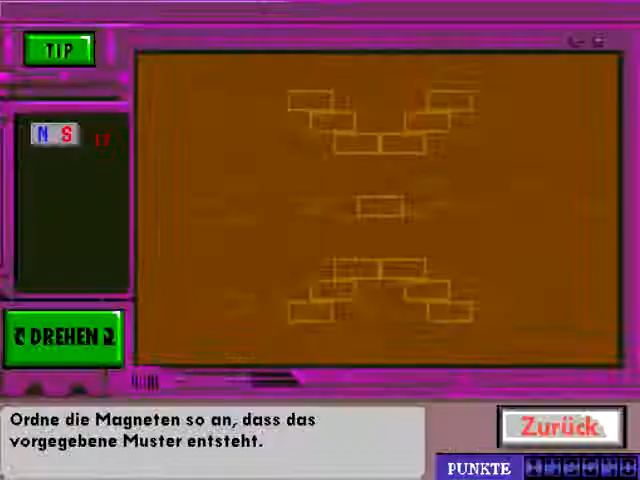 TIP
N S
DREHEN
Ordne die Magneten so an, dass das
vorgegebene Muster entsteht.
Zurück
PUNKTE